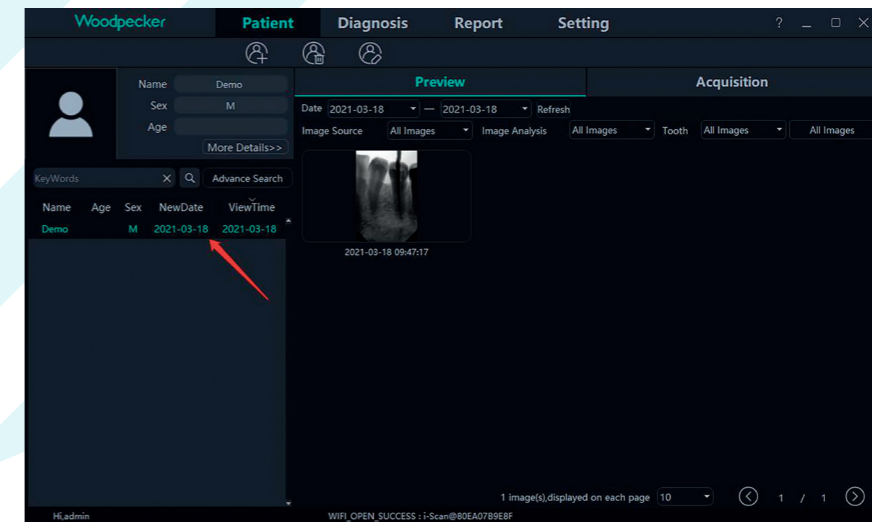 Woodpecker Patient Diagnosis Report Setting ?
Name Demo
Sex M
Age
More Details>>
Preview Acquisition
Date 2021-03-18 — 2021-03-18 Refresh
Image Source All Images Image Analysis All Images Tooth All Images All Images
KeyWords Advance Search
Name Age Sex NewDate ViewTime
Demo M 2021-03-18 2021-03-18
2021-03-18 09:47:17
1 image(s),displayed on each page 10 1 / 1
Hi,admin WIFI_OPEN_SUCCESS : i-Scan@80EA07B9E8F